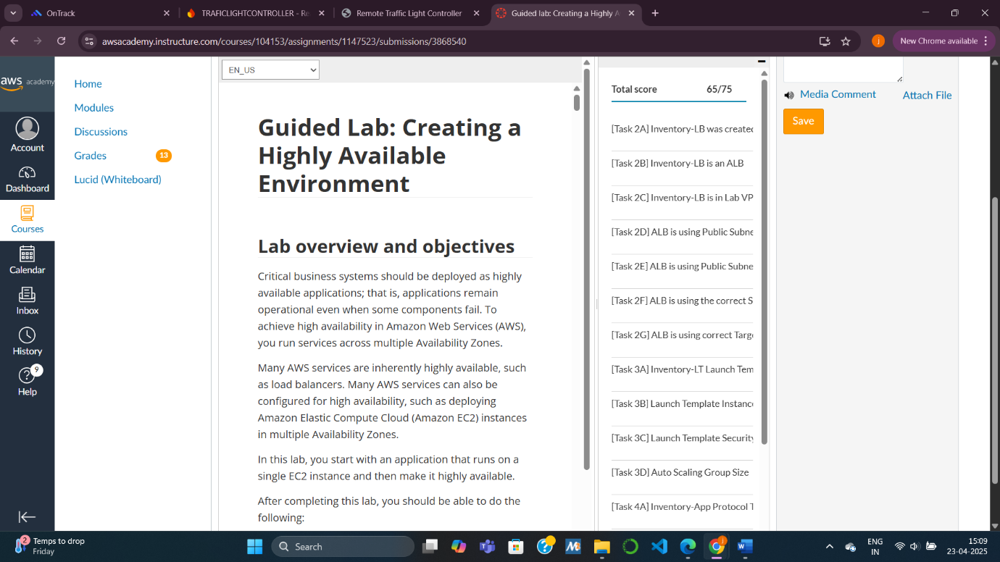 OnTrack
TRAFICLIGHTCONTROLLER - Re
Remote Traffic Light Controller
Guided lab: Creating a Highly A
awsacademy.instructure.com/courses/104153/assignments/1147523/submissions/3868540
j
New Chrome available
aws academy
Account
Dashboard
Courses
Calendar
Inbox
History
9
Help
Home
Modules
Discussions
Grades 13
Lucid (Whiteboard)
EN_US
Guided Lab: Creating a
Highly Available
Environment
Lab overview and objectives
Critical business systems should be deployed as highly
available applications; that is, applications remain
operational even when some components fail. To
achieve high availability in Amazon Web Services (AWS),
you run services across multiple Availability Zones.
Many AWS services are inherently highly available, such
as load balancers. Many AWS services can also be
configured for high availability, such as deploying
Amazon Elastic Compute Cloud (Amazon EC2) instances
in multiple Availability Zones.
In this lab, you start with an application that runs on a
single EC2 instance and then make it highly available.
After completing this lab, you should be able to do the
following:
Total score 65/75
[Task 2A] Inventory-LB was created
[Task 2B] Inventory-LB is an ALB
[Task 2C] Inventory-LB is in Lab VP
[Task 2D] ALB is using Public Subne
[Task 2E] ALB is using Public Subne
[Task 2F] ALB is using the correct S
[Task 2G] ALB is using correct Targe
[Task 3A] Inventory-LT Launch Tem
[Task 3B] Launch Template Instance
[Task 3C] Launch Template Security
[Task 3D] Auto Scaling Group Size
[Task 4A] Inventory-App Protocol T
Media Comment
Attach File
Save
2
Temps to drop
Friday
Search
ENG
IN
15:09
23-04-2025